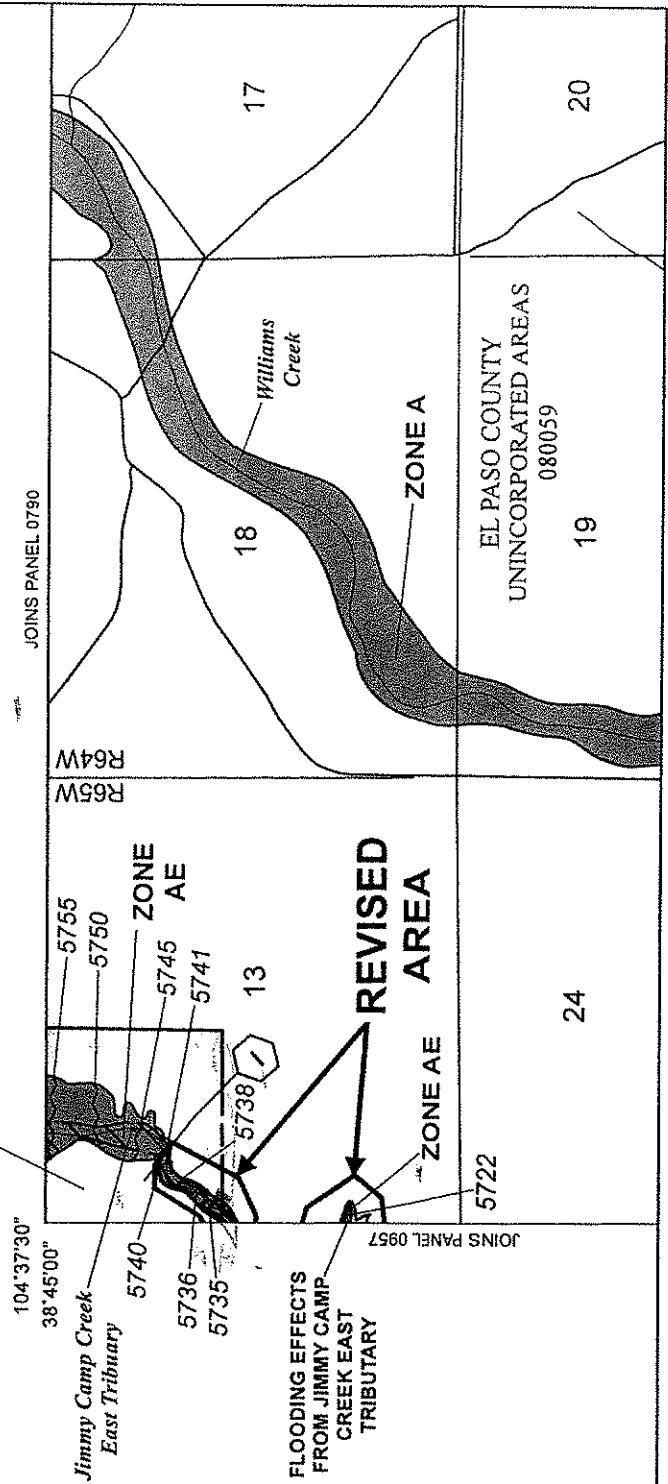 JOINS PANEL 0790
104°37'30"
38°45'00"
Jimmy Camp Creek
East Tributary
5755
5750
ZONE
AE
5745
5741
5740
5736
5735
5738
13
REVISED
AREA
FLOODING EFFECTS
FROM JIMMY CAMP
CREEK EAST
TRIBUTARY
ZONE AE
5722
JOINS PANEL 0957
24
R65W
R64W
18
Williams
Creek
ZONE A
17
EL PASO COUNTY
UNINCORPORATED AREAS
080059
19
20